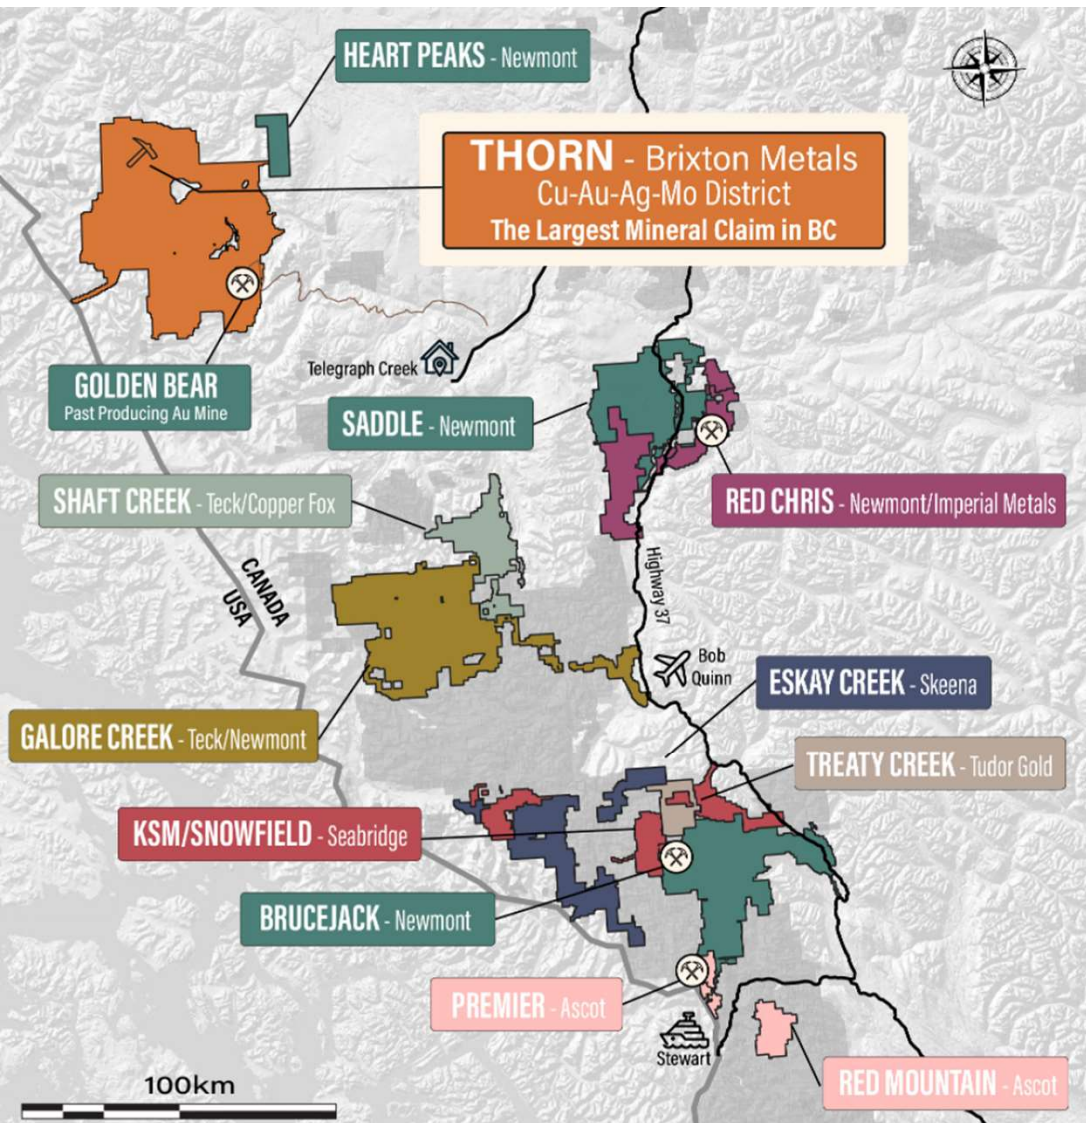 HEART PEAKS - Newmont
THORN - Brixton Metals
Cu-Au-Ag-Mo District
The Largest Mineral Claim in BC
Telegraph Creek
GOLDEN BEAR
Past Producing Au Mine
SADDLE - Newmont
SHAFT CREEK - Teck/Copper Fox
RED CHRIS - Newmont/Imperial Metals
CANADA
USA
Highway 37
Bob
Quinn
ESKAY CREEK - Skeena
GALORE CREEK - Teck/Newmont
TREATY CREEK - Tudor Gold
KSM/SNOWFIELD - Seabridge
BRUCEJACK - Newmont
PREMIER - Ascot
Stewart
RED MOUNTAIN - Ascot
100km